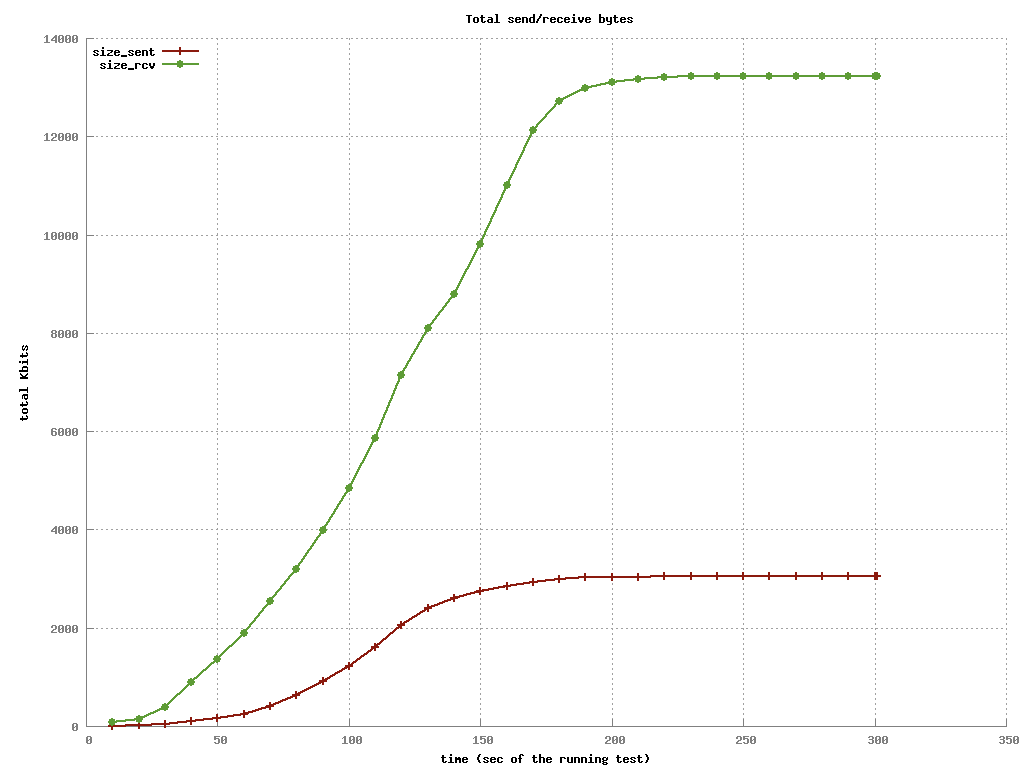 Total send/receive bytes
size_sent
size_rcv
14000
12000
10000
8000
6000
4000
2000
0
total Kbits
0 50 100 150 200 250 300 350
time (sec of the running test)